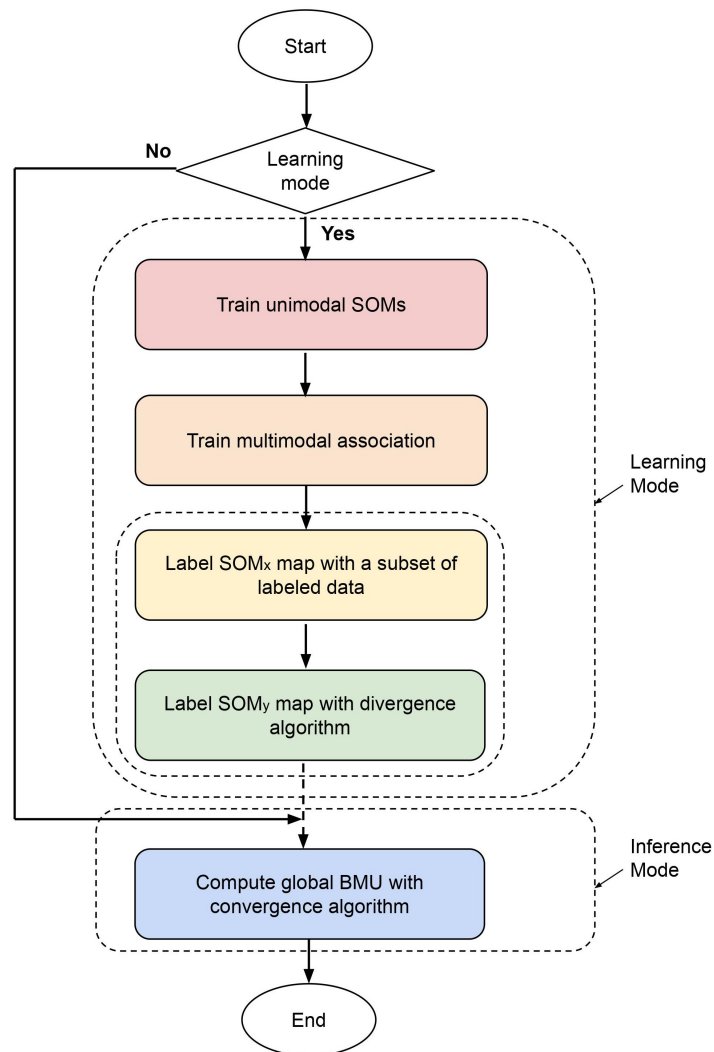 Start
No
Learning
mode
Yes
Train unimodal SOMs
Train multimodal association
Learning
Mode
Label SOMx map with a subset of
labeled data
Label SOMy map with divergence
algorithm
Inference
Mode
Compute global BMU with
convergence algorithm
End